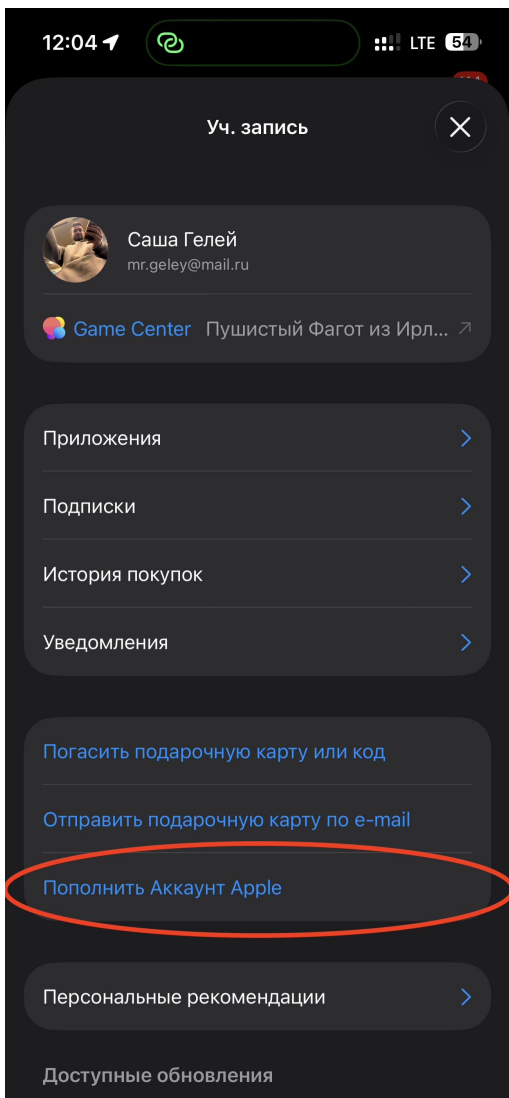 12:04
LTE 54
Уч. запись
Саша Гелей
mr.geley@mail.ru
Game Center Пушистый Фагот из Ирл...
Приложения
Подписки
История покупок
Уведомления
Погасить подарочную карту или код
Отправить подарочную карту по e-mail
Пополнить Аккаунт Apple
Персональные рекомендации
Доступные обновления